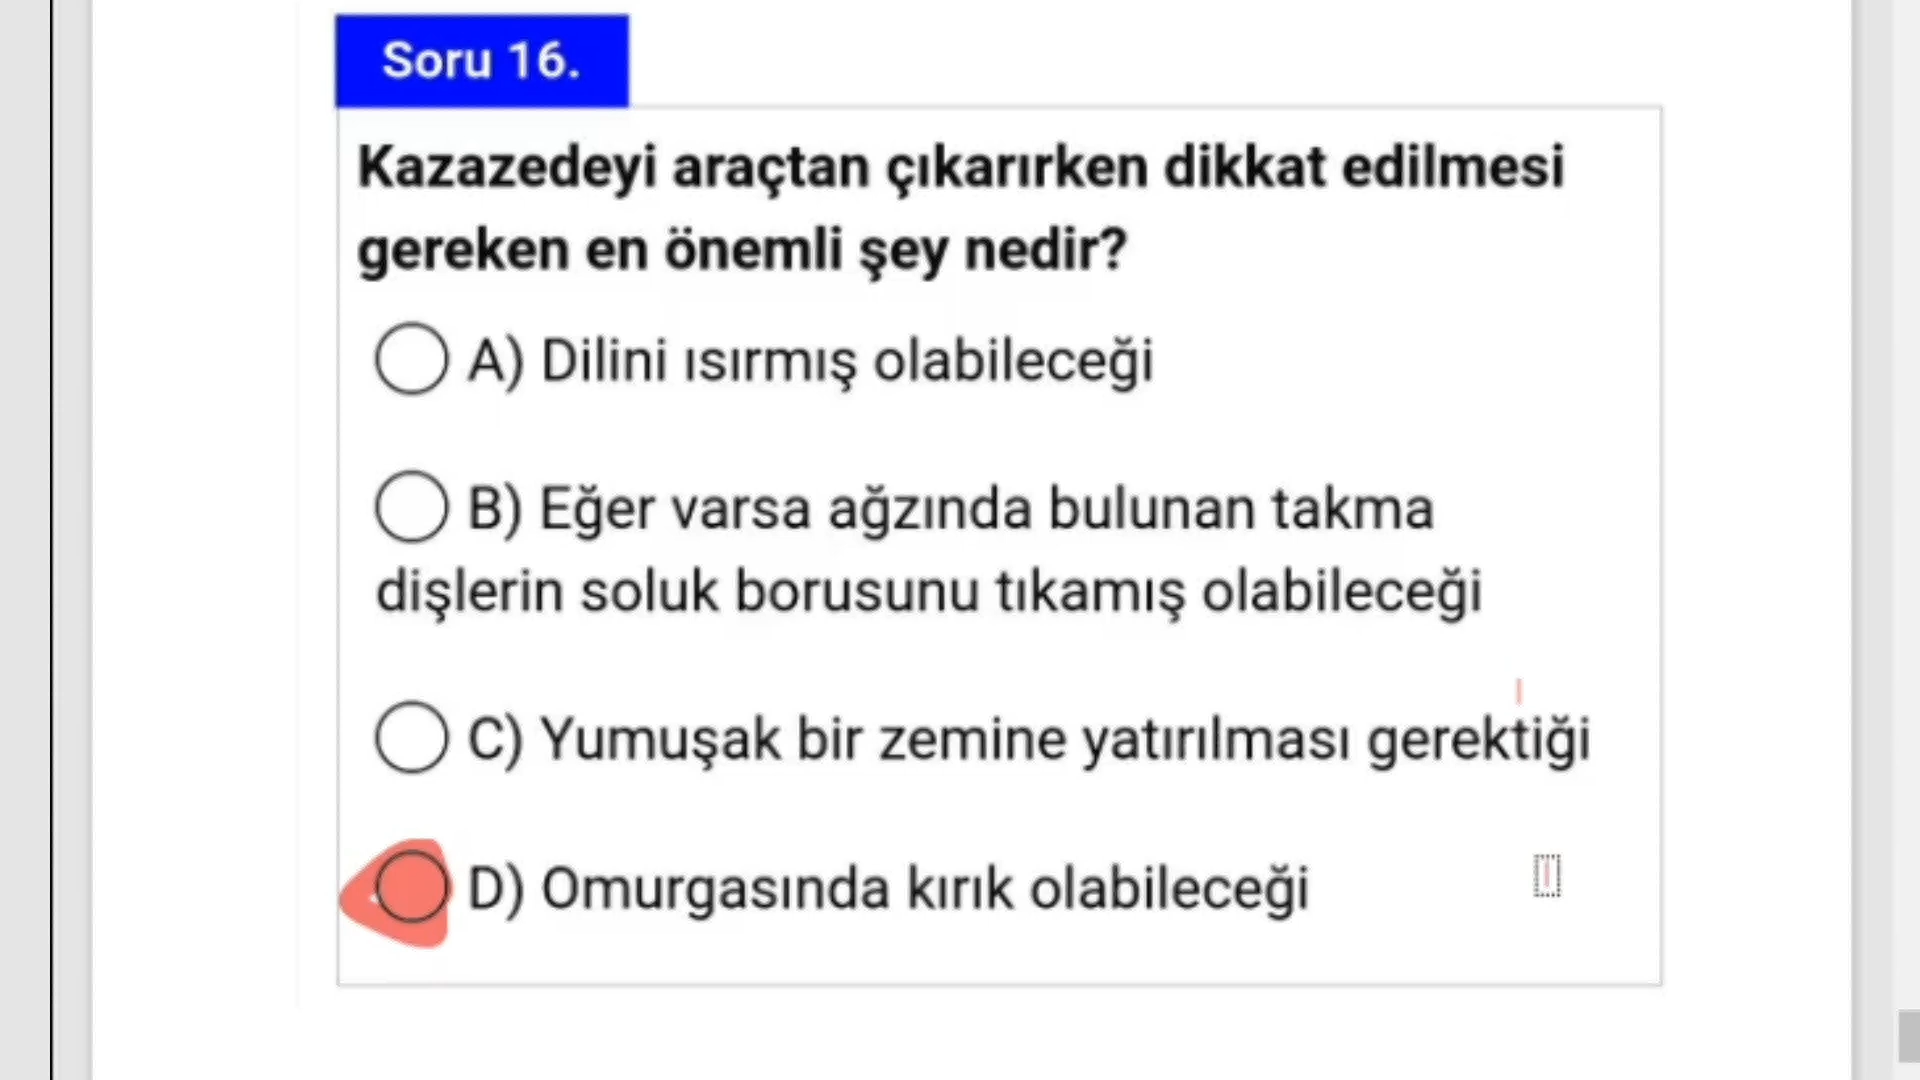 Soru 16.
Kazazedeyi araçtan çıkarırken dikkat edilmesi
gereken en önemli şey nedir?
A) Dilini ısırmış olabileceği
B) Eğer varsa ağzında bulunan takma
dişlerin soluk borusunu tıkamış olabileceği
C) Yumuşak bir zemine yatırılması gerektiği
D) Omurgasında kırık olabileceği